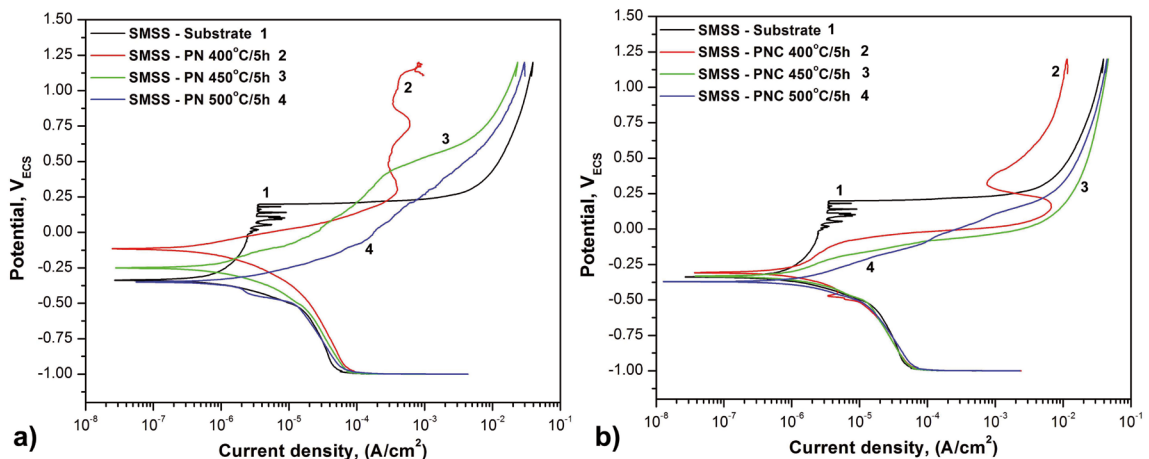 1.50
1.25
1.00
0.75
0.50
0.25
0.00
-0.25
-0.50
-0.75
-1.00
Potential, V_ECS
SMSS - Substrate 1
SMSS - PN 400°C/5h 2
SMSS - PN 450°C/5h 3
SMSS - PN 500°C/5h 4
2
3
1
4
10^-8 10^-7 10^-6 10^-5 10^-4 10^-3 10^-2 10^-1
Current density, (A/cm²)
a)
1.50
1.25
1.00
0.75
0.50
0.25
0.00
-0.25
-0.50
-0.75
-1.00
Potential, V_ECS
SMSS - Substrate 1
SMSS - PNC 400°C/5h 2
SMSS - PNC 450°C/5h 3
SMSS - PNC 500°C/5h 4
2
1
3
4
10^-8 10^-7 10^-6 10^-5 10^-4 10^-3 10^-2 10^-1
Current density, (A/cm²)
b)